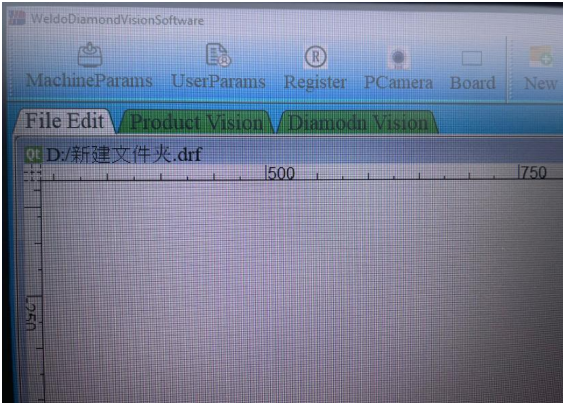 WeldoDiamondVisionSoftware
MachineParams UserParams Register PCamera Board New
File Edit Product Vision Diamodn Vision
Qt D:/新建文件夹.drf
500 750
250